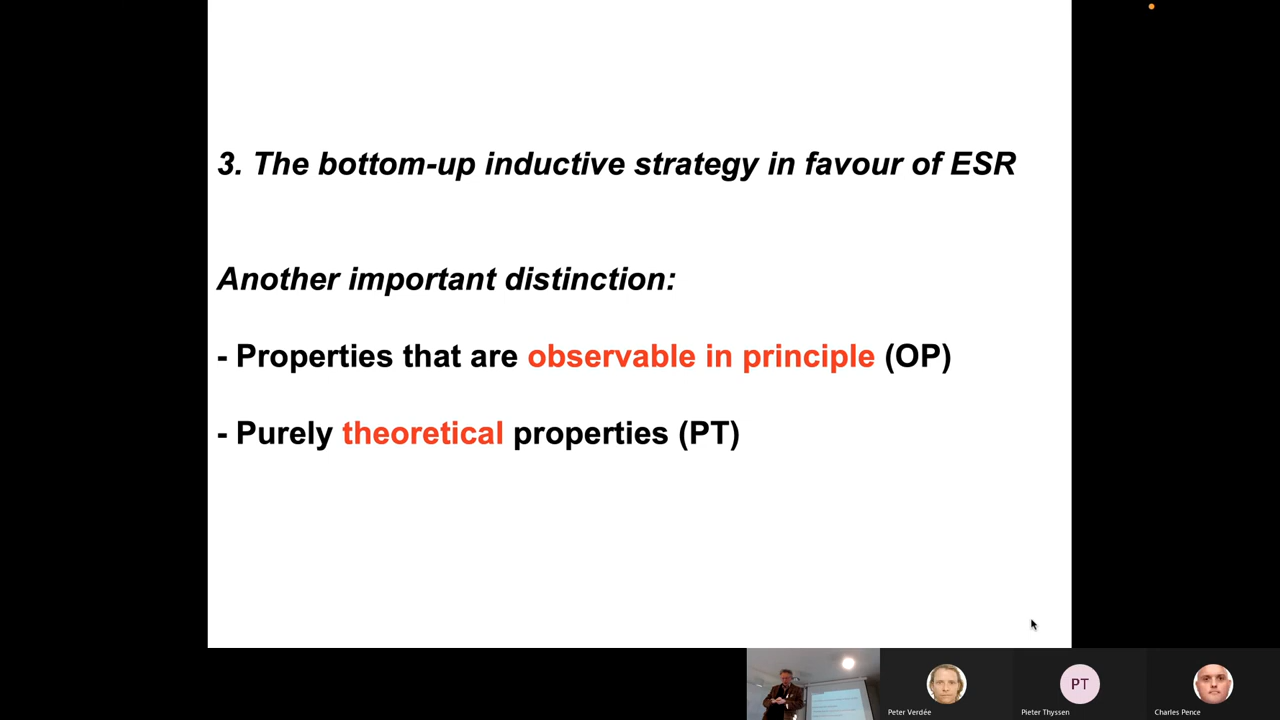 3. The bottom-up inductive strategy in favour of ESR
Another important distinction:
- Properties that are observable in principle (OP)
- Purely theoretical properties (PT)
PT
Peter Verdée
Pieter Thyssen
Charles Pence